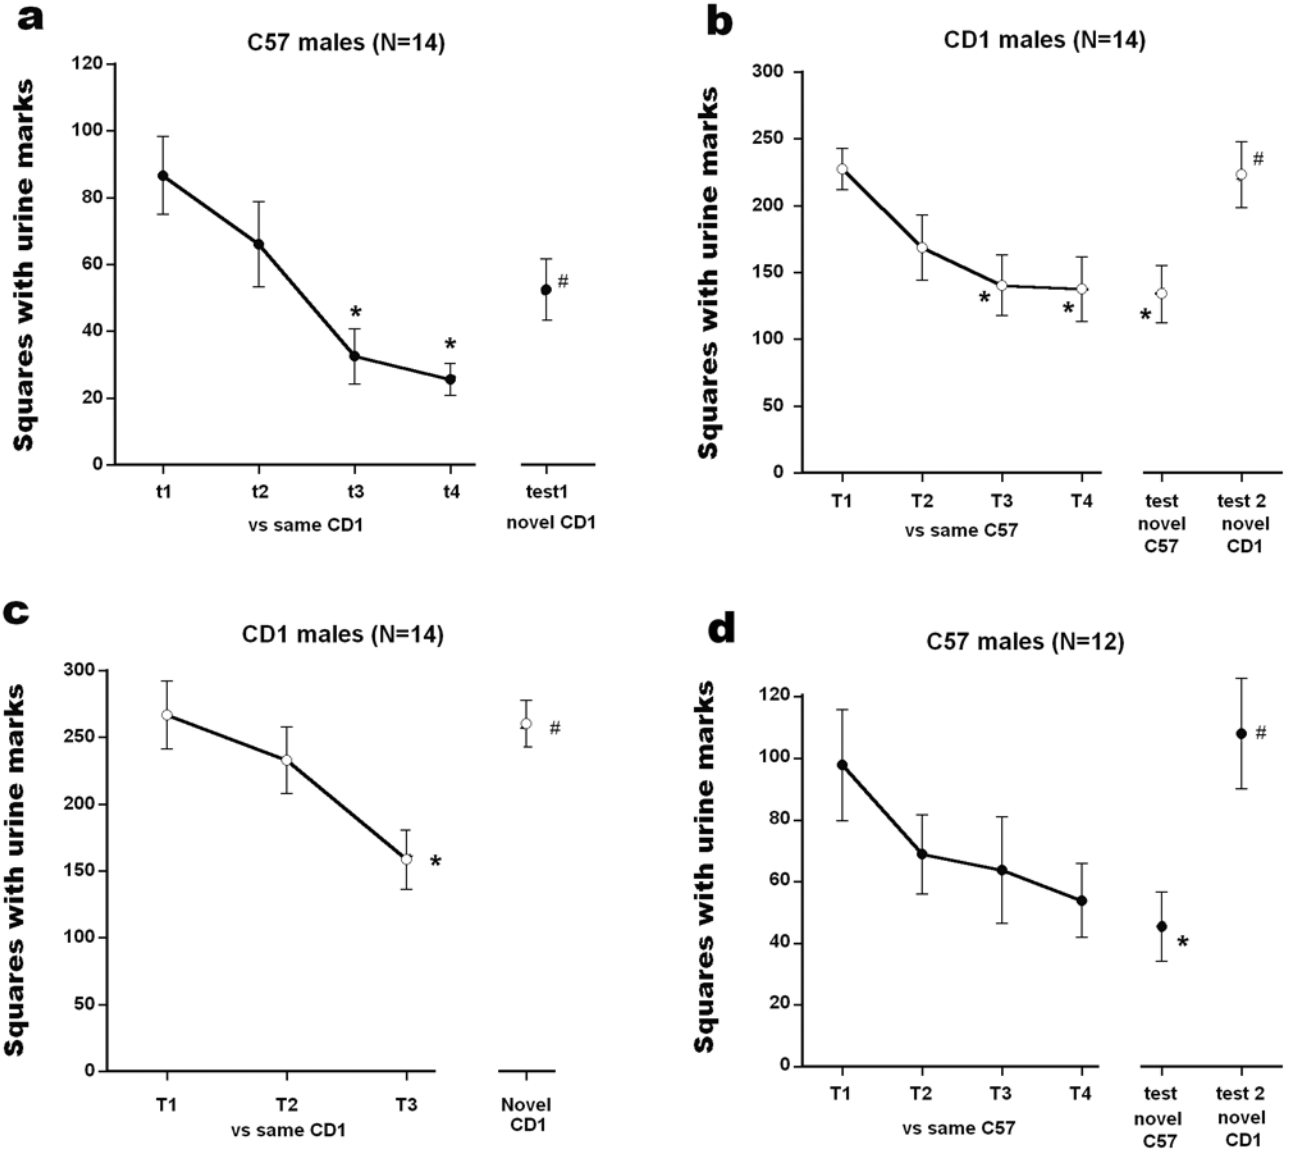 a
C57 males (N=14)
Squares with urine marks
120
100
80
60
40
20
0
*
*
#
t1 t2 t3 t4 test1
vs same CD1 novel CD1
b
CD1 males (N=14)
Squares with urine marks
300
250
200
150
100
50
0
*
*
*
#
T1 T2 T3 T4 test test 2
vs same C57 novel novel
C57 CD1
c
CD1 males (N=14)
Squares with urine marks
300
250
200
150
100
50
0
*
#
T1 T2 T3 Novel
vs same CD1 CD1
d
C57 males (N=12)
Squares with urine marks
120
100
80
60
40
20
0
*
#
T1 T2 T3 T4 test test 2
vs same C57 novel novel
C57 CD1